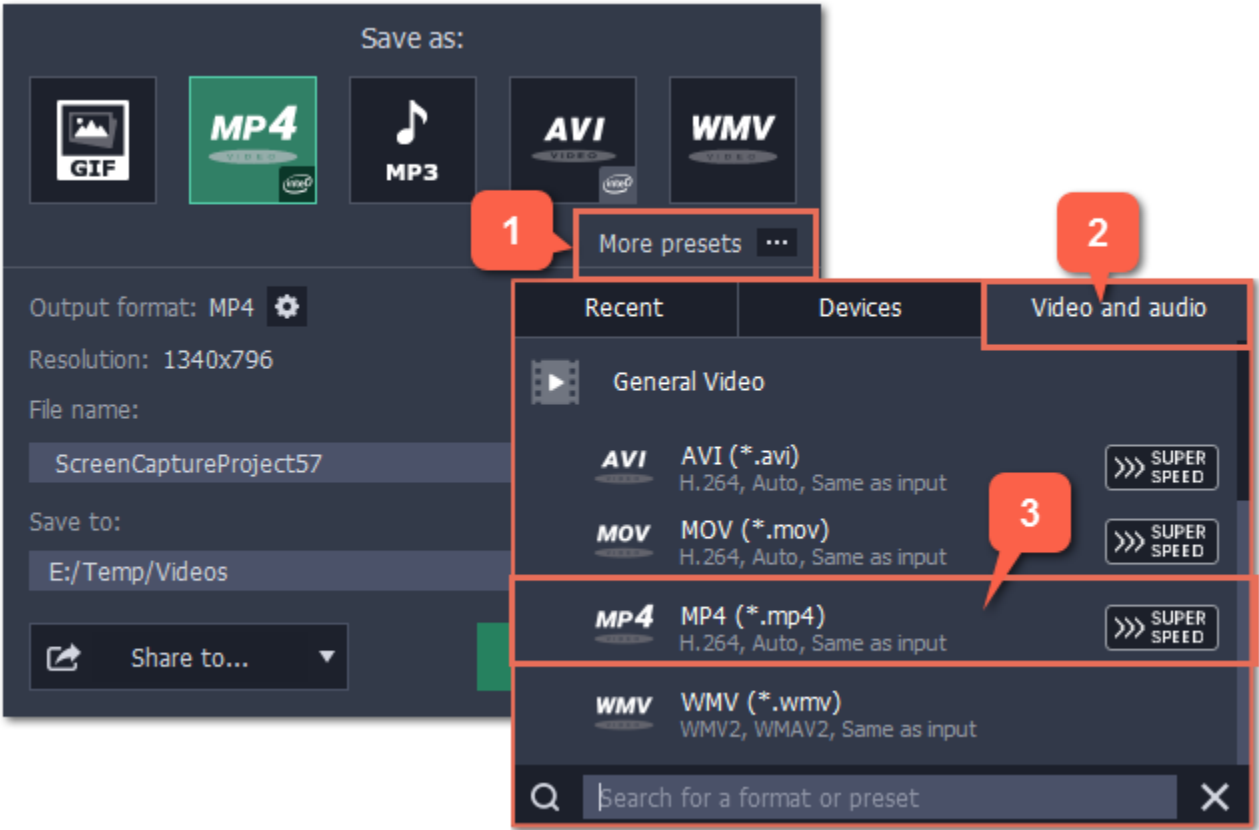 Save as:
GIF
MP4
VIDEO
intel
MP3
AVI
VIDEO
intel
WMV
VIDEO
1
More presets ...
2
Output format: MP4
Resolution: 1340x796
File name:
ScreenCaptureProject57
Save to:
E:/Temp/Videos
Share to...
Recent
Devices
Video and audio
General Video
AVI
AVI (*.avi)
H.264, Auto, Same as input
SUPER
SPEED
3
MOV
MOV (*.mov)
H.264, Auto, Same as input
SUPER
SPEED
MP4
MP4 (*.mp4)
H.264, Auto, Same as input
SUPER
SPEED
WMV
WMV (*.wmv)
WMV2, WMAV2, Same as input
Search for a format or preset